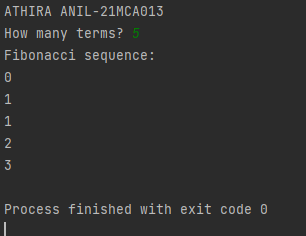 ATHIRA ANIL-21MCA013
How many terms? 5
Fibonacci sequence:
0
1
1
2
3
Process finished with exit code 0